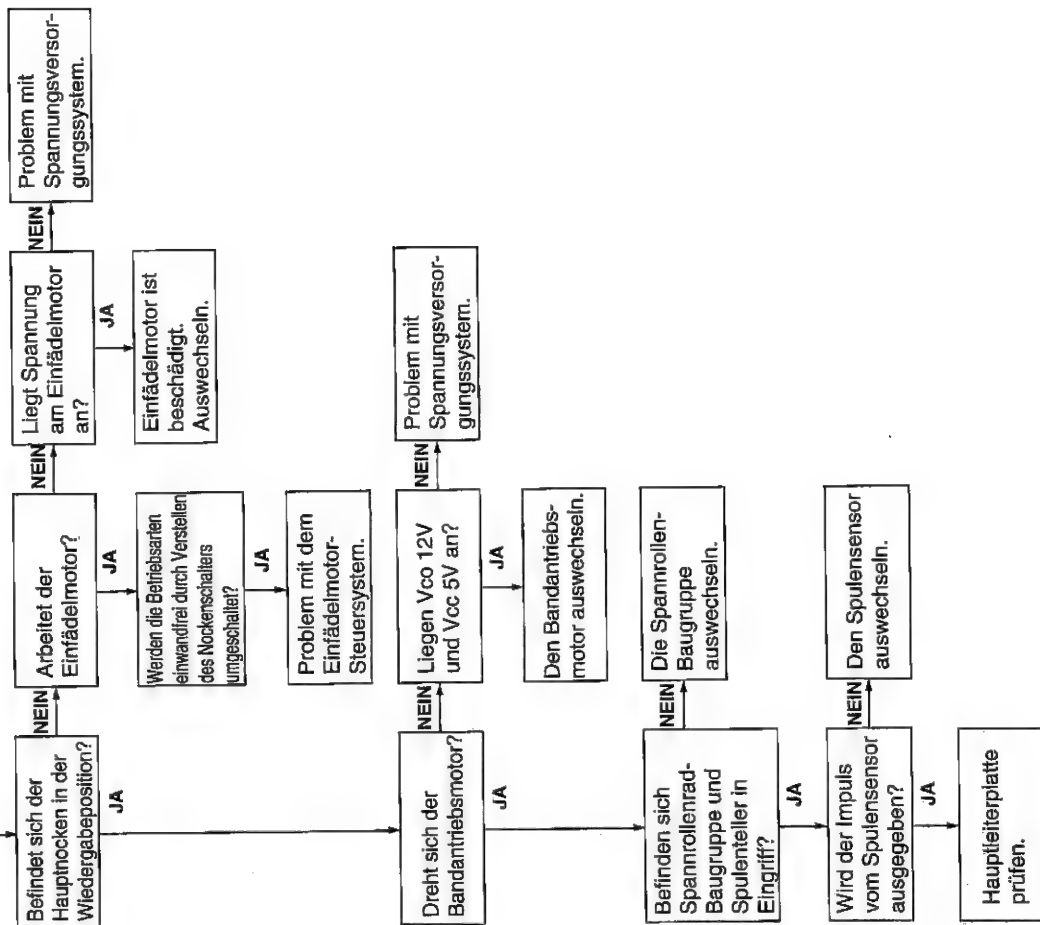 Befindet sich der
Hauptnocken in der
Wiedergabeposition?
NEIN
Arbeitet der
Einfädelmotor?
NEIN
Liegt Spannung
am Einfädelmotor
an?
NEIN
Problem mit
Spannungsversor-
gungssystem.
JA
Einfädelmotor ist
beschädigt.
Auswechseln.
JA
Werden die Betriebsarten
einwandfrei durch Verstellen
des Nockenschalters
umgeschaltet?
JA
Problem mit dem
Einfädelmotor-
Steuersystem.
JA
Dreht sich der
Bandantriebsmotor?
NEIN
Liegen Vco 12V
und Vcc 5V an?
NEIN
Problem mit
Spannungsversor-
gungssystem.
JA
Den Bandantriebs-
motor auswechseln.
JA
Befinden sich
Spannrollenrad-
Baugruppe und
Spulenteller in
Eingriff?
NEIN
Die Spannrollen-
Baugruppe
auswechseln.
JA
Wird der Impuls
vom Spulensensor
ausgegeben?
NEIN
Den Spulensensor
auswechseln.
JA
Hauptleiterplatte
prüfen.